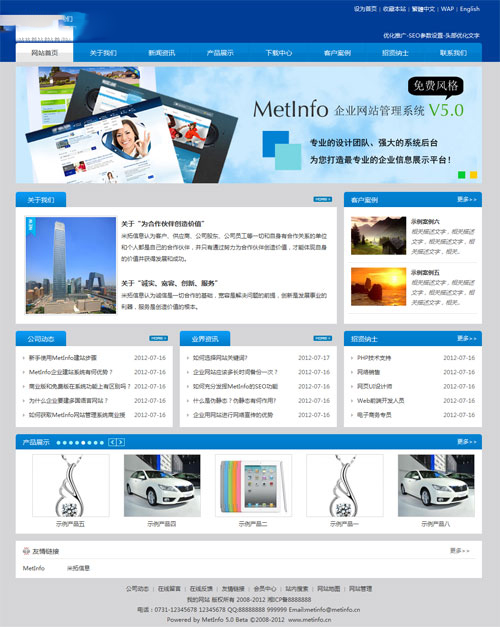 设为首页 | 收藏本站 | 繁體中文 | WAP | English
优化推广-SEO参数设置-头部优化文字
网站首页 关于我们 新闻资讯 产品展示 下载中心 客户案例 招贤纳士 联系我们
免费风格
MetInfo 企业网站管理系统 V5.0
专业的设计团队、强大的系统后台
为您打造最专业的企业信息展示平台!
关于我们
关于“为合作伙伴创造价值”
米拓信息认为客户、供应商、公司股东、公司员工等一切和自身有合作关系的单位
和个人都是自己的合作伙伴,并只有通过努力为合作伙伴创造价值,才能体现自身
的价值并获得发展和成功。
关于“诚实、宽容、创新、服务”
米拓信息认为诚信是一切合作的基础,宽容是解决问题的前提,创新是发展事业的
利器,服务是创造价值的根本。
客户案例 更多>>
示例案例六
相关描述文字,相关描
述文字,相关描述文字,
相关描述文字,相关。
示例案例五
相关描述文字,相关描
述文字,相关描述文字,
相关描述文字,相关。
公司动态
新手使用MetInfo建站步骤 2012-07-16
MetInfo企业建站系统有何优势? 2012-07-16
商业版和免费版在系统功能上有区别吗? 2012-07-16
为什么企业要建多国语言网站? 2012-07-16
如何获取MetInfo网站管理系统商业授 2012-07-16
业界资讯
如何选择网站关键词? 2012-07-17
企业网站应该多长时间备份一次? 2012-07-16
如何充分发挥MetInfo的SEO功能 2012-07-16
什么是伪静态?伪静态有何作用? 2012-07-16
企业用网站进行网络宣传的优势 2012-07-16
招贤纳士 更多>>
PHP技术支持 2012-07-16
网络销售 2012-07-16
网页UI设计师 2012-07-16
Web前端开发人员 2012-07-16
电子商务专员 2012-07-16
产品展示 更多>>
示例产品五 示例产品四 示例产品二 示例产品一 示例产品八
友情链接 更多>>
MetInfo 米拓信息
公司动态 | 在线留言 | 在线反馈 | 友情链接 | 会员中心 | 站内搜索 | 网站地图 | 网站管理
我的网站 版权所有 2008-2012 湘ICP备8888888
电话:0731-12345678 12345678 QQ:88888888 999999 Email:metinfo@metinfo.cn
Powered by MetInfo 5.0 Beta ©2008-2012 www.metinfo.cn